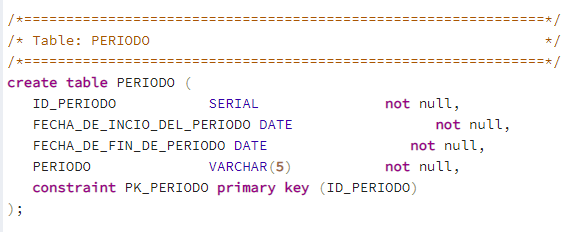 /*==============================================================*/
/* Table: PERIODO                                               */
/*==============================================================*/
create table PERIODO (
   ID_PERIODO           SERIAL               not null,
   FECHA_DE_INCIO_DEL_PERIODO DATE                 not null,
   FECHA_DE_FIN_DE_PERIODO DATE                 not null,
   PERIODO              VARCHAR(5)           not null,
   constraint PK_PERIODO primary key (ID_PERIODO)
);